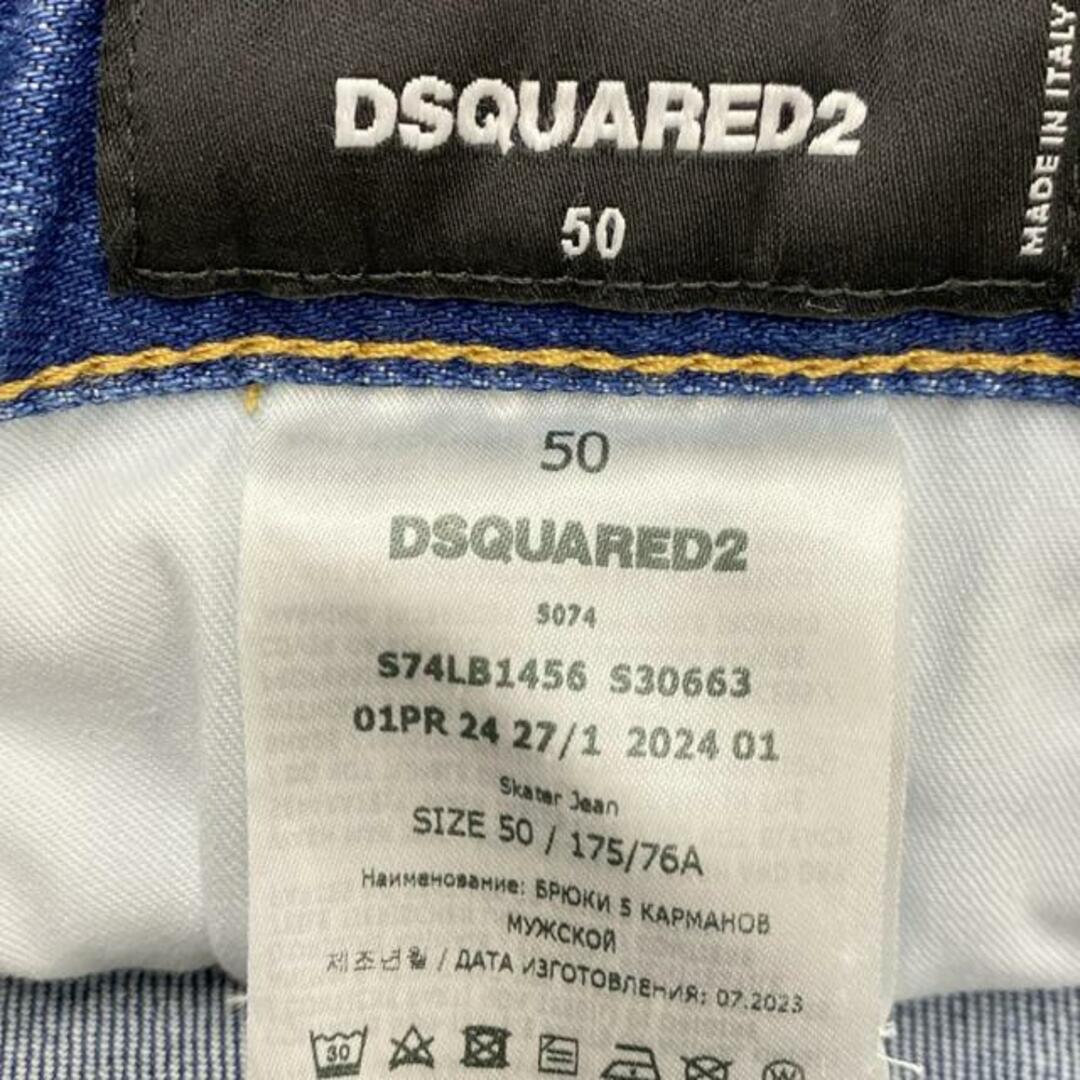 DSQUARED2
50
MADE IN ITALY
50
DSQUARED2
5074
S74LB1456 S30663
01PR 24 27/1 2024 01
Skater Jean
SIZE 50 / 175/76A
Наименование: БРЮКИ 5 КАРМАНОВ
МУЖСКОЙ
제조년월 / ДАТА ИЗГОТОВЛЕНИЯ: 07.2023
30